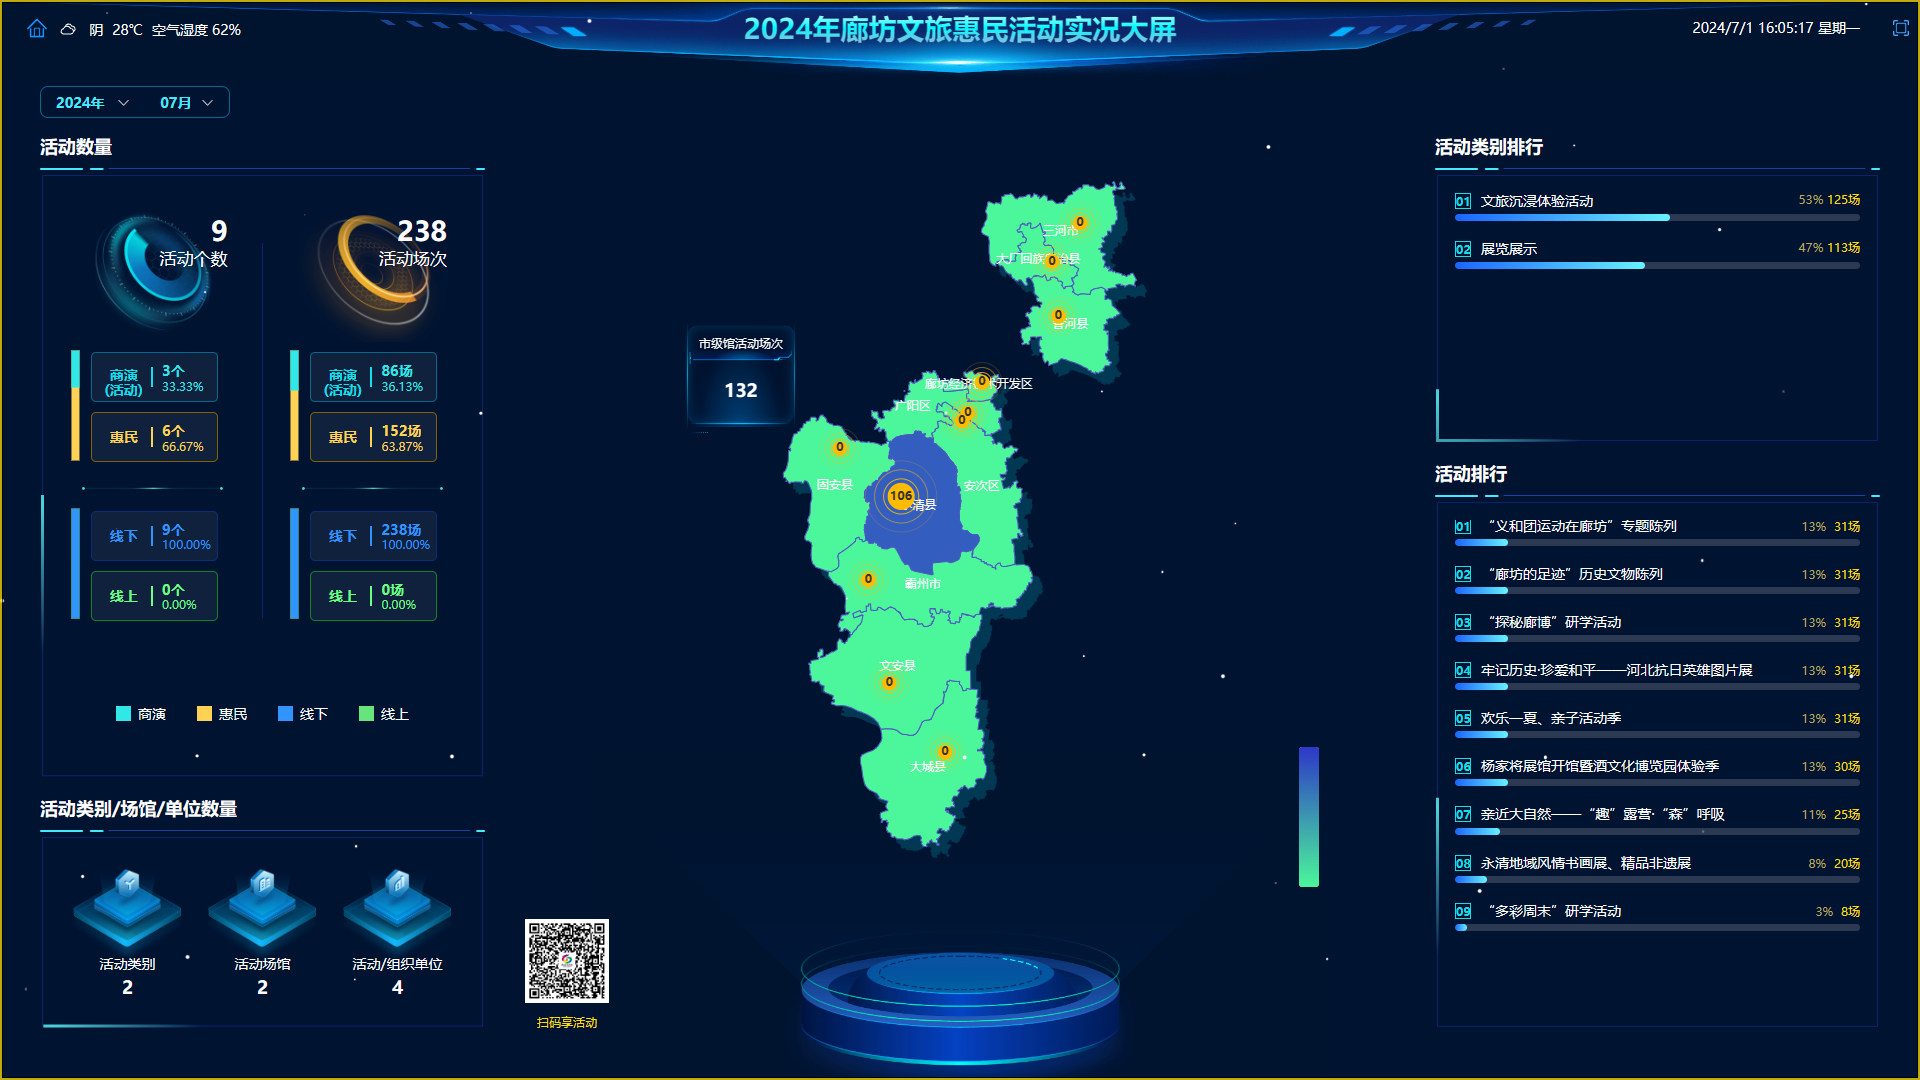 阴 28℃ 空气湿度 62%
2024年廊坊文旅惠民活动实况大屏
2024/7/1 16:05:17 星期一
2024年 07月
活动数量
9
活动个数
238
活动场次
商演
(活动)
3个
33.33%
惠民
6个
66.67%
线下
9个
100.00%
线上
0个
0.00%
商演
(活动)
86场
36.13%
惠民
152场
63.87%
线下
238场
100.00%
线上
0场
0.00%
商演 惠民 线下 线上
活动类别/场馆/单位数量
活动类别
2
活动场馆
2
活动/组织单位
4
扫码享活动
市级馆活动场次
132
0
三河市
大厂回族
0
治县
0
河县
廊坊经济
0
开发区
广阳区
0
0
0
固安县
安次区
106
清县
0
霸州市
文安县
0
0
大城县
活动类别排行
01 文旅沉浸体验活动 53% 125场
02 展览展示 47% 113场
活动排行
01 “义和团运动在廊坊”专题陈列 13% 31场
02 “廊坊的足迹”历史文物陈列 13% 31场
03 “探秘廊博”研学活动 13% 31场
04 牢记历史·珍爱和平——河北抗日英雄图片展 13% 31场
05 欢乐一夏、亲子活动季 13% 31场
06 杨家将展馆开馆暨酒文化博览园体验季 13% 30场
07 亲近大自然——“趣”露营·“森”呼吸 11% 25场
08 永清地域风情书画展、精品非遗展 8% 20场
09 “多彩周末”研学活动 3% 8场